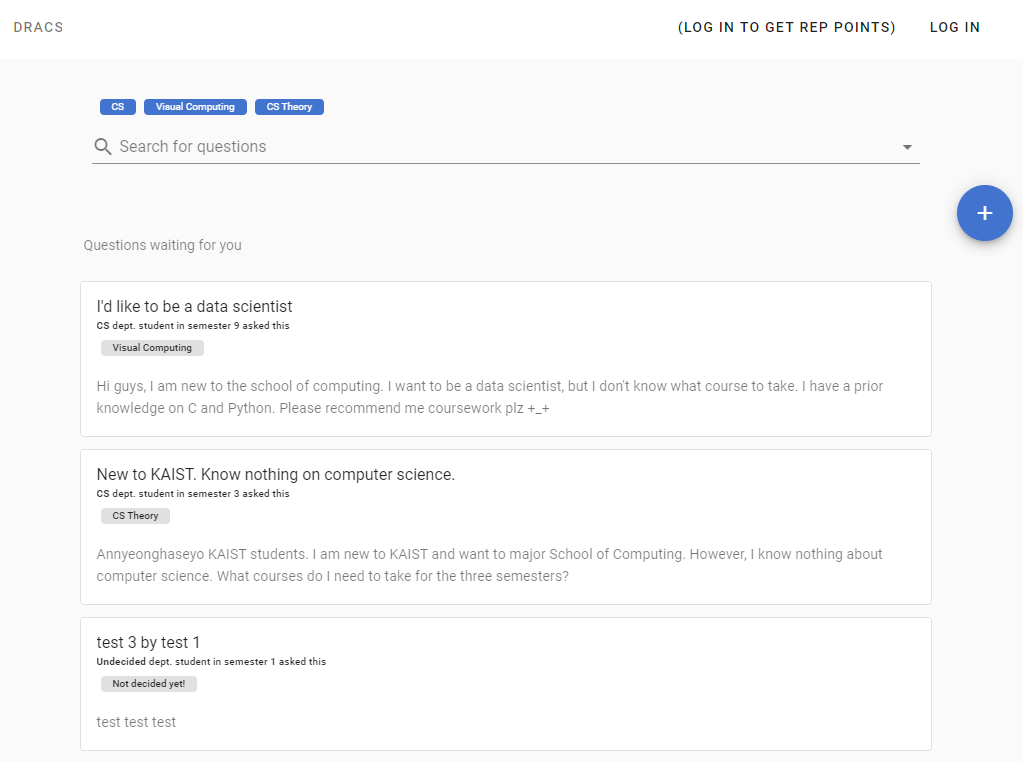 DRACS (LOG IN TO GET REP POINTS) LOG IN
CS Visual Computing CS Theory
Search for questions
+
Questions waiting for you
I'd like to be a data scientist
CS dept. student in semester 9 asked this
Visual Computing
Hi guys, I am new to the school of computing. I want to be a data scientist, but I don't know what course to take. I have a prior
knowledge on C and Python. Please recommend me coursework plz +_+
New to KAIST. Know nothing on computer science.
CS dept. student in semester 3 asked this
CS Theory
Annyeonghaseyo KAIST students. I am new to KAIST and want to major School of Computing. However, I know nothing about
computer science. What courses do I need to take for the three semesters?
test 3 by test 1
Undecided dept. student in semester 1 asked this
Not decided yet!
test test test